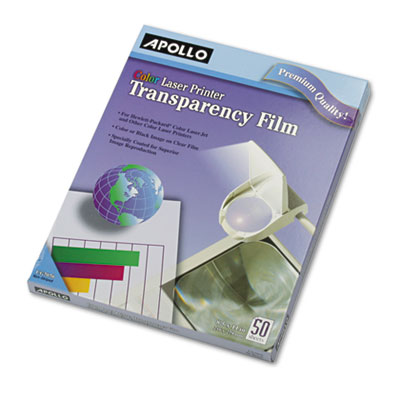 APOLLO
Premium Quality!
Color Laser Printer
Transparency Film
• For Hewlett-Packard® Color LaserJet
and Other Color Laser Printers
• Color or Black Image on Clear Film
• Specially Coated for Superior
Image Reproduction
50
APOLLO